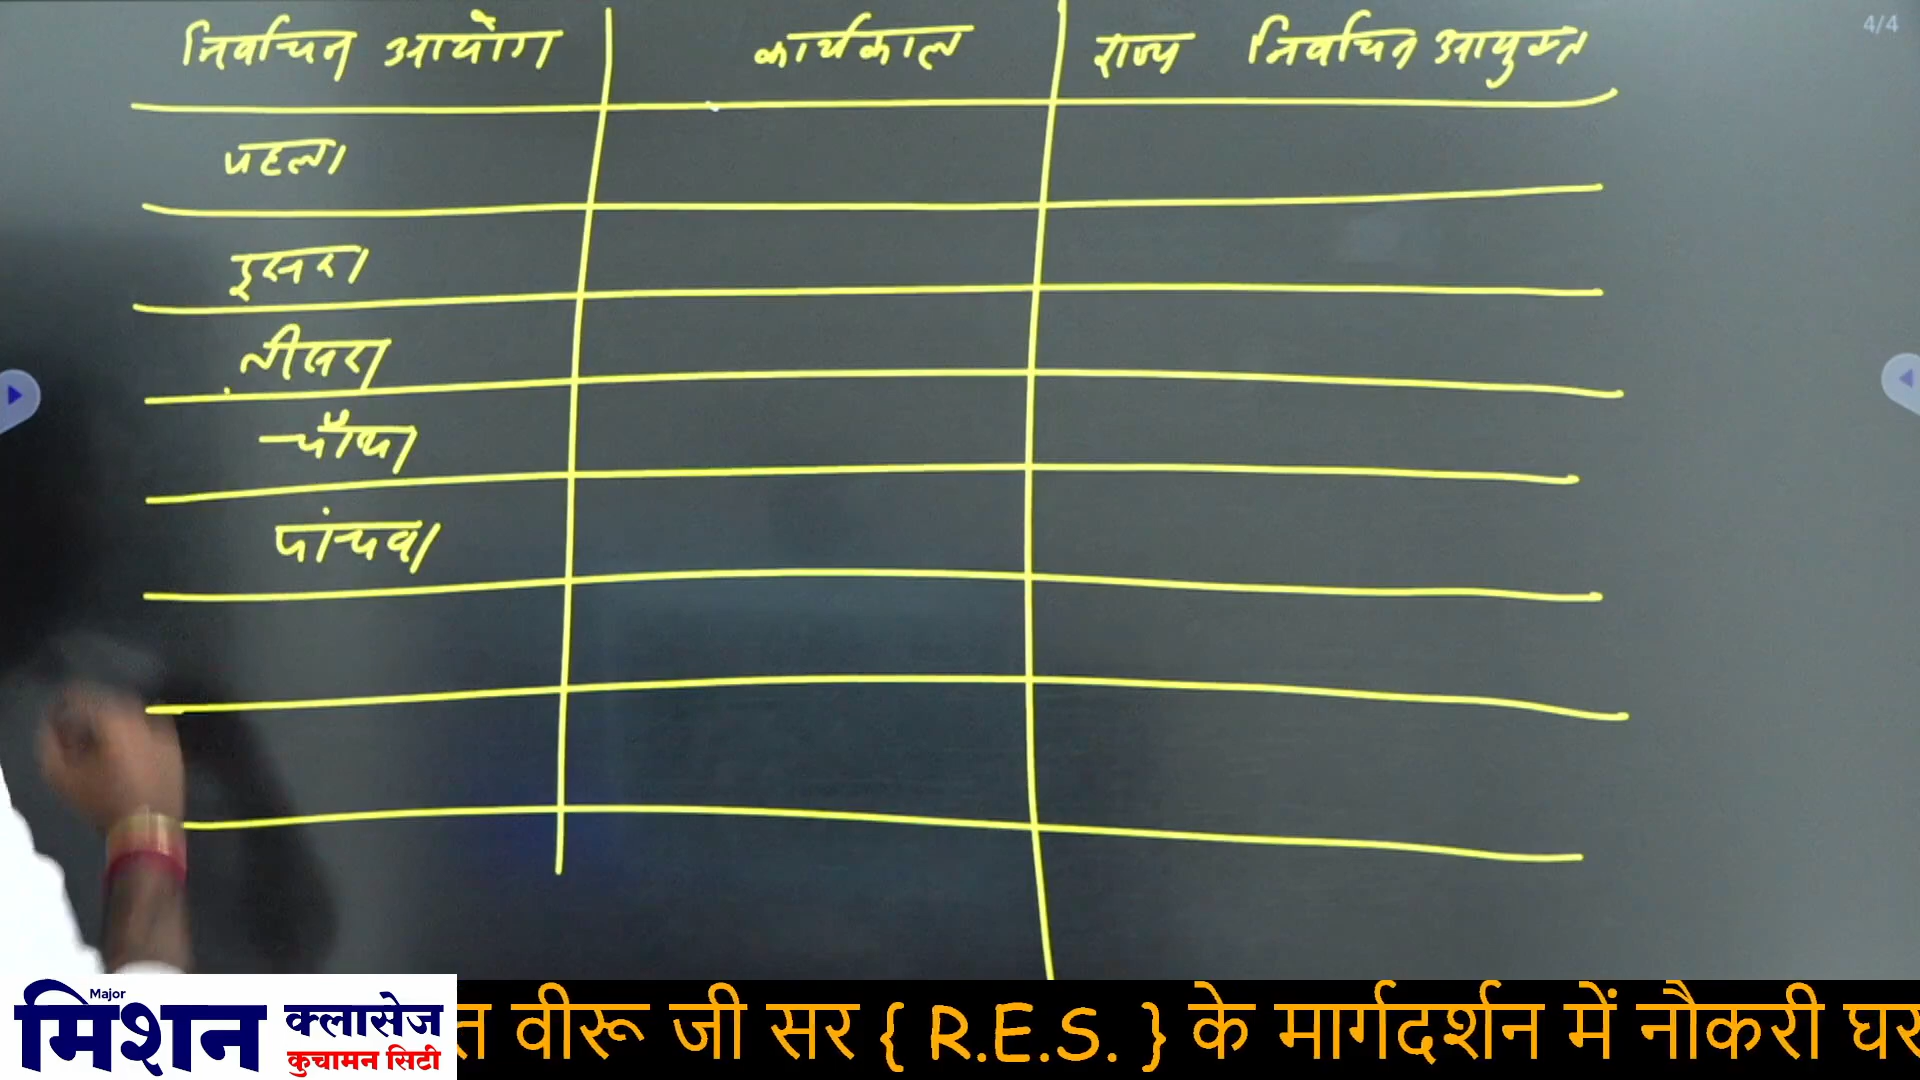 4/4
निर्वाचन आयोग कार्यकाल राज्य निर्वाचन आयुक्त
पहला
दूसरा
तीसरा
चौथा
पांचवा
Major
मिशन क्लासेज
कुचामन सिटी
त वीरू जी सर { R.E.S. } के मार्गदर्शन में नौकरी घर